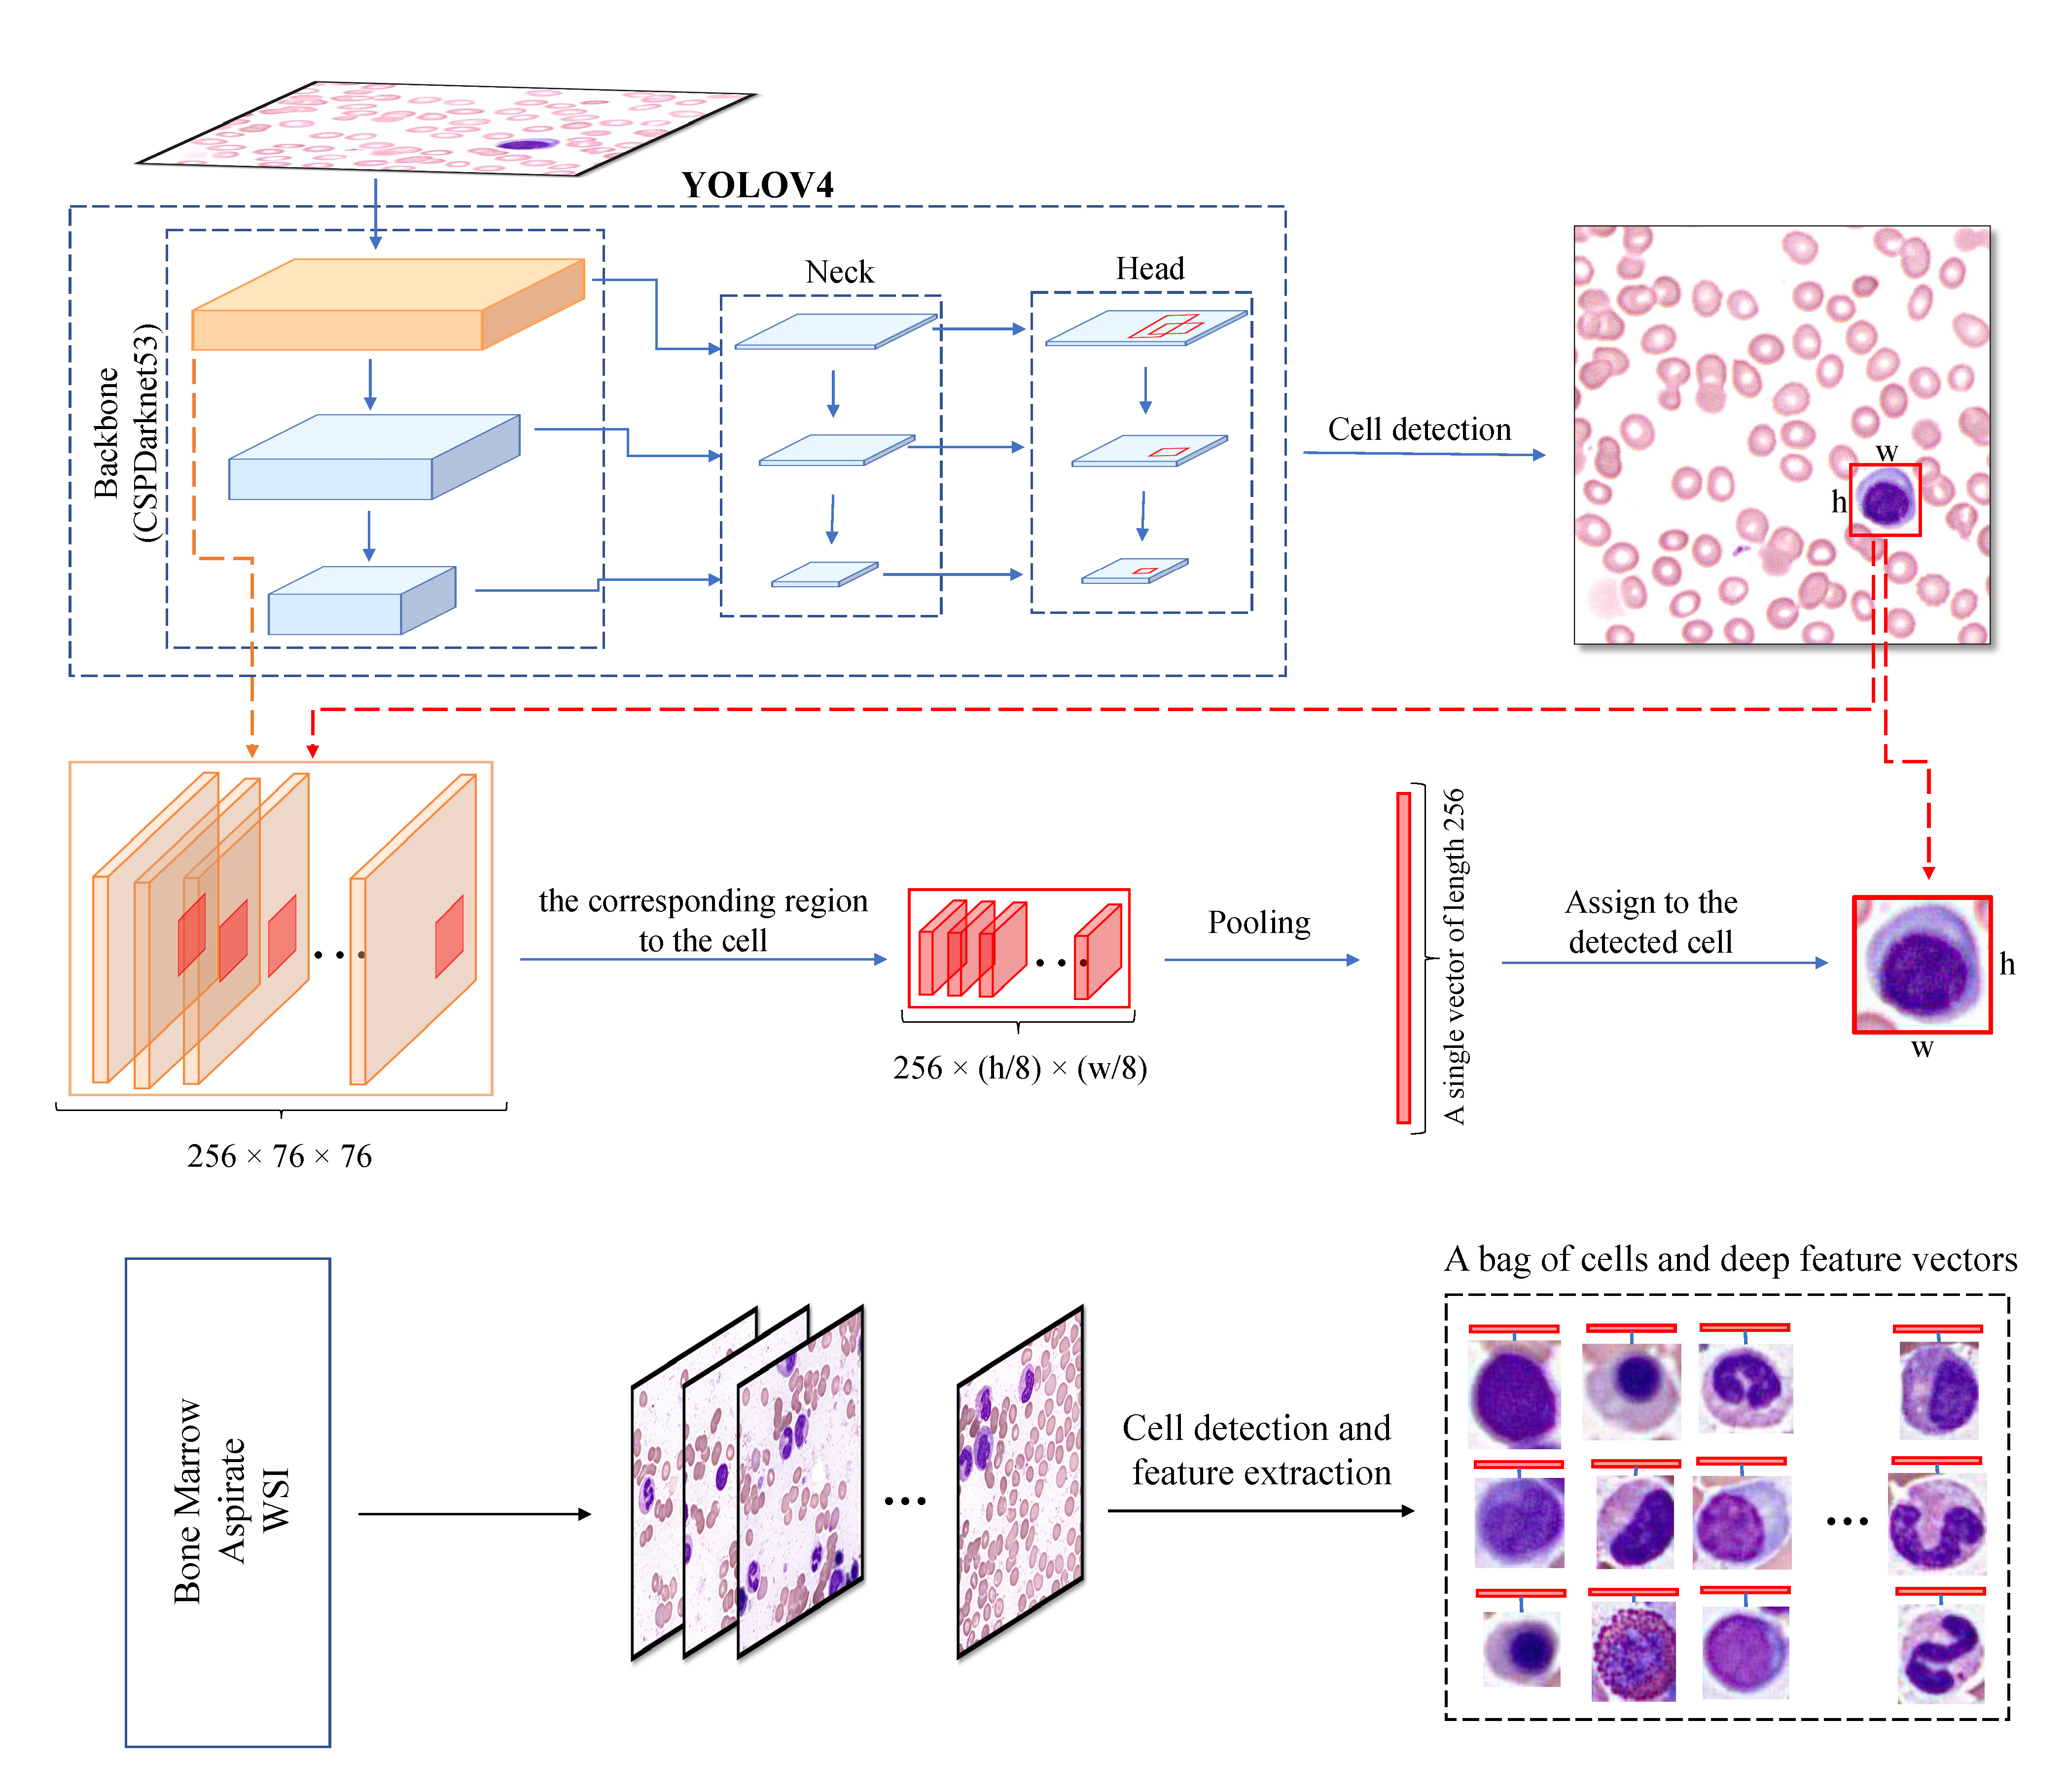 YOLOV4
Backbone
(CSPDarknet53)
Neck
Head
Cell detection
w
h
the corresponding region
to the cell
Pooling
A single vector of length 256
Assign to the
detected cell
h
w
256 × (h/8) × (w/8)
256 × 76 × 76
Bone Marrow
Aspirate
WSI
Cell detection and
feature extraction
A bag of cells and deep feature vectors